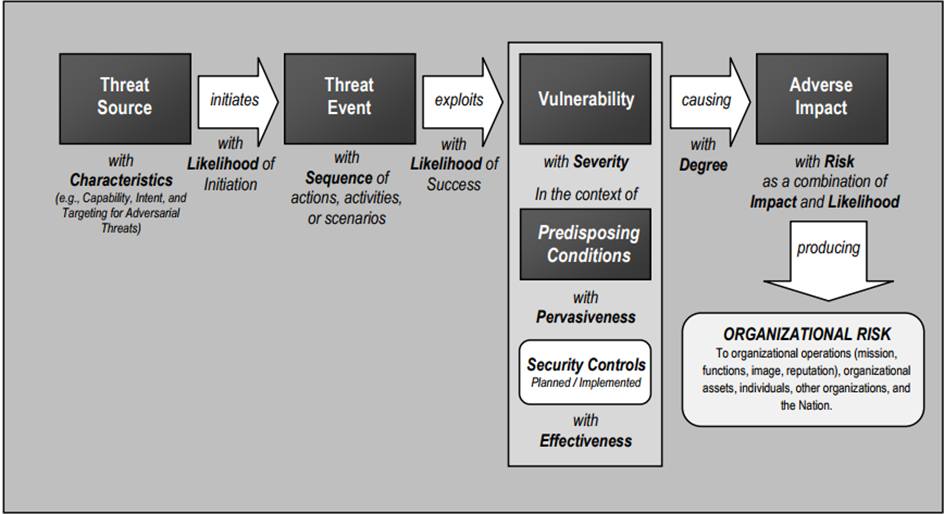 Threat
Source
initiates
Threat
Event
exploits
Vulnerability
causing
Adverse
Impact
with
Characteristics
(e.g., Capability, Intent, and
Targeting for Adversarial
Threats)
with
Likelihood of
Initiation
with
Sequence of
actions, activities,
or scenarios
with
Likelihood of
Success
with Severity
In the context of
Predisposing
Conditions
with
Pervasiveness
Security Controls
Planned / Implemented
with
Effectiveness
with
Degree
with Risk
as a combination of
Impact and Likelihood
producing
ORGANIZATIONAL RISK
To organizational operations (mission,
functions, image, reputation), organizational
assets, individuals, other organizations, and
the Nation.